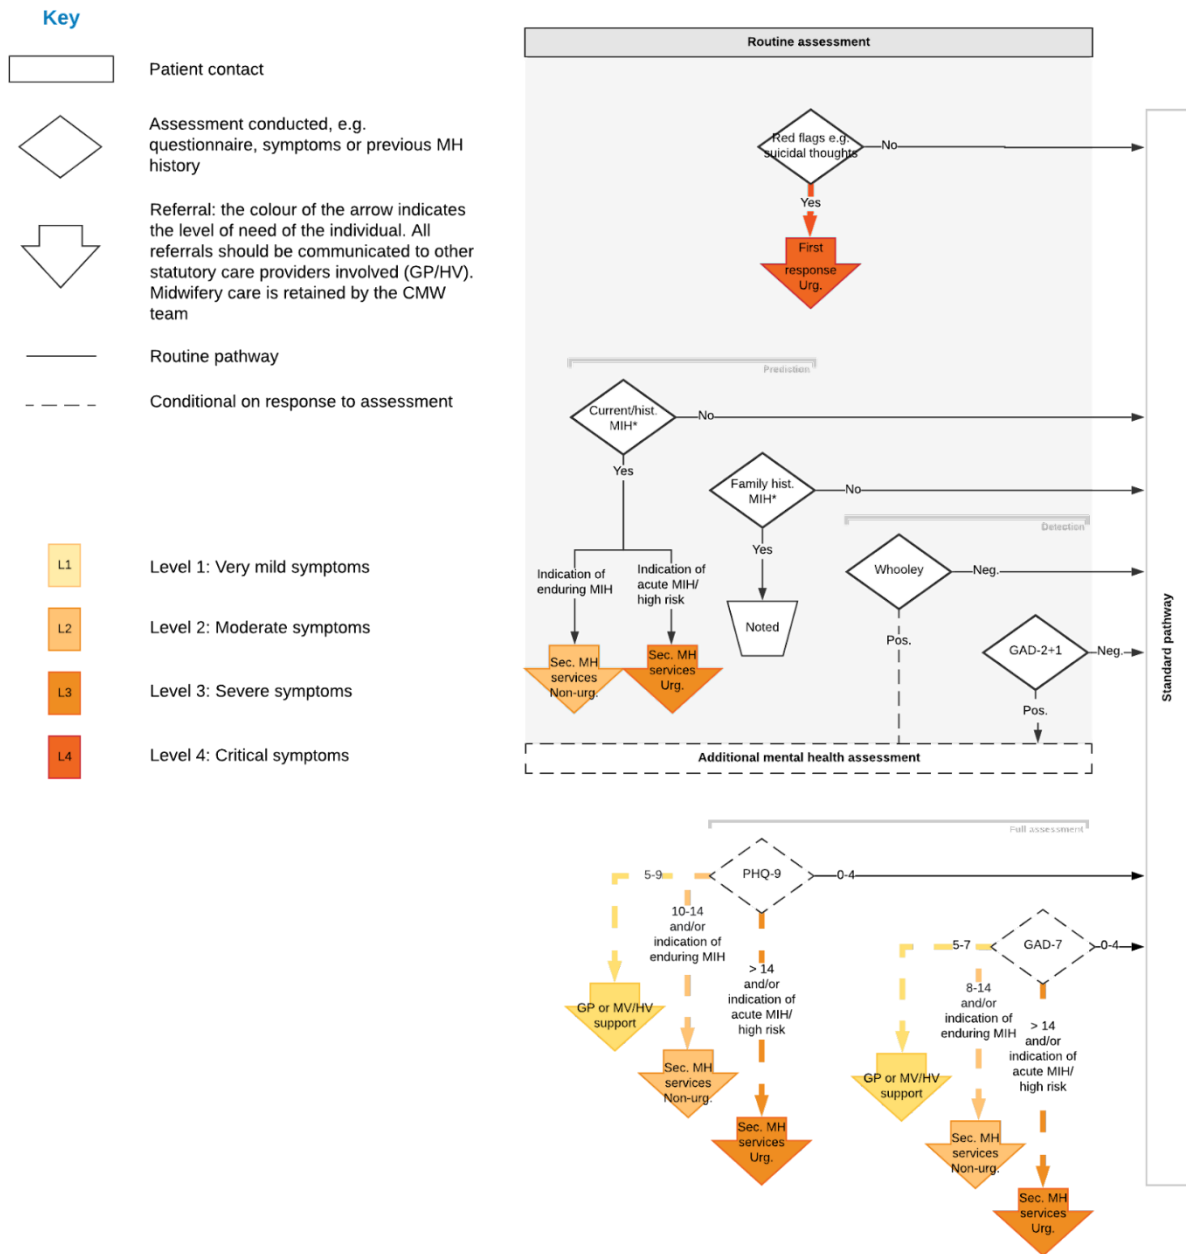 Key
Patient contact
Assessment conducted, e.g.
questionnaire, symptoms or previous MH
history
Referral: the colour of the arrow indicates
the level of need of the individual. All
referrals should be communicated to other
statutory care providers involved (GP/HV).
Midwifery care is retained by the CMW
team
Routine pathway
Conditional on response to assessment
L1
Level 1: Very mild symptoms
L2
Level 2: Moderate symptoms
L3
Level 3: Severe symptoms
L4
Level 4: Critical symptoms
Routine assessment
Red flags e.g.
suicidal thoughts
No
Yes
First
response
Urg.
Prediction
Current/hist.
MIH*
No
Yes
Family hist.
MIH*
No
Yes
Noted
Indication of
enduring MIH
Indication of
acute MIH/
high risk
Sec. MH
services
Non-urg.
Sec. MH
services
Urg.
Detection
Whooley
Neg.
Pos.
GAD-2+1
Neg.
Pos.
Additional mental health assessment
Standard pathway
Full assessment
PHQ-9
0-4
5-9
10-14
and/or
indication of
enduring MIH
> 14
and/or
indication of
acute MIH/
high risk
GP or MV/HV
support
Sec. MH
services
Non-urg.
Sec. MH
services
Urg.
GAD-7
0-4
5-7
8-14
and/or
indication of
enduring MIH
> 14
and/or
indication of
acute MIH/
high risk
GP or MV/HV
support
Sec. MH
services
Non-urg.
Sec. MH
services
Urg.